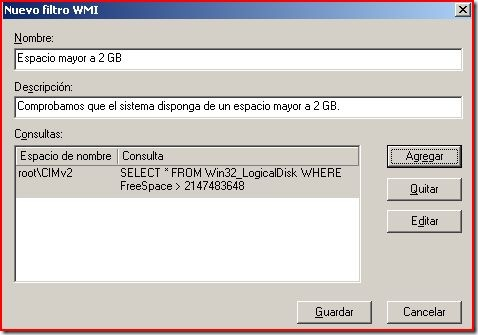 Nuevo filtro WMI
Nombre:
Espacio mayor a 2 GB
Descripción:
Comprobamos que el sistema disponga de un espacio mayor a 2 GB.
Consultas:
Espacio de nombre Consulta
root\CIMv2 SELECT * FROM Win32_LogicalDisk WHERE
FreeSpace > 2147483648
Agregar
Quitar
Editar
Guardar Cancelar